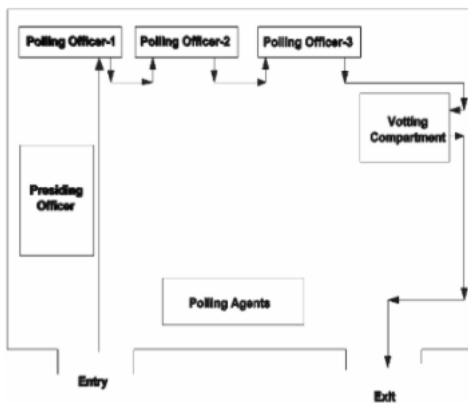 Polling Officer-1
Polling Officer-2
Polling Officer-3
Votting
Compartment
Presiding
Officer
Polling Agents
Entry
Exit